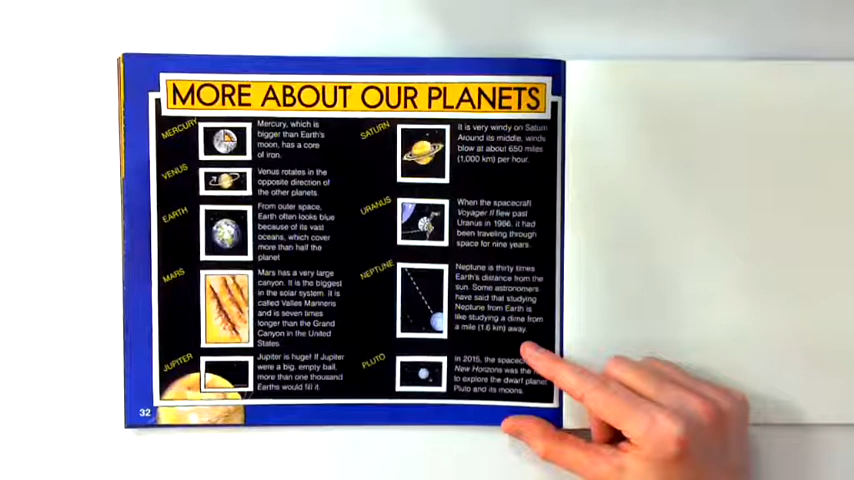 MORE ABOUT OUR PLANETS
MERCURY
Mercury, which is
bigger than Earth's
moon, has a core
of iron.
VENUS
Venus rotates in the
opposite direction of
the other planets.
EARTH
From outer space,
Earth often looks blue
because of its vast
oceans, which cover
more than half the
planet
MARS
Mars has a very large
canyon. It is the biggest
in the solar system. It is
called Valles Marineris
and is seven times
longer than the Grand
Canyon in the United
States.
JUPITER
Jupiter is huge! If Jupiter
were a big, empty ball,
more than one thousand
Earths would fill it.
SATURN
It is very windy on Saturn
Around its middle, winds
blow at about 650 miles
(1,000 km) per hour.
URANUS
When the spacecraft
Voyager II flew past
Uranus in 1986, it had
been traveling through
space for nine years.
NEPTUNE
Neptune is thirty times
Earth's distance from the
sun. Some astronomers
have said that studying
Neptune from Earth is
like studying a dime from
a mile (1.6 km) away.
PLUTO
In 2015, the
New Horizons was the
to explore the dwarf planet
Pluto and its moons.
32